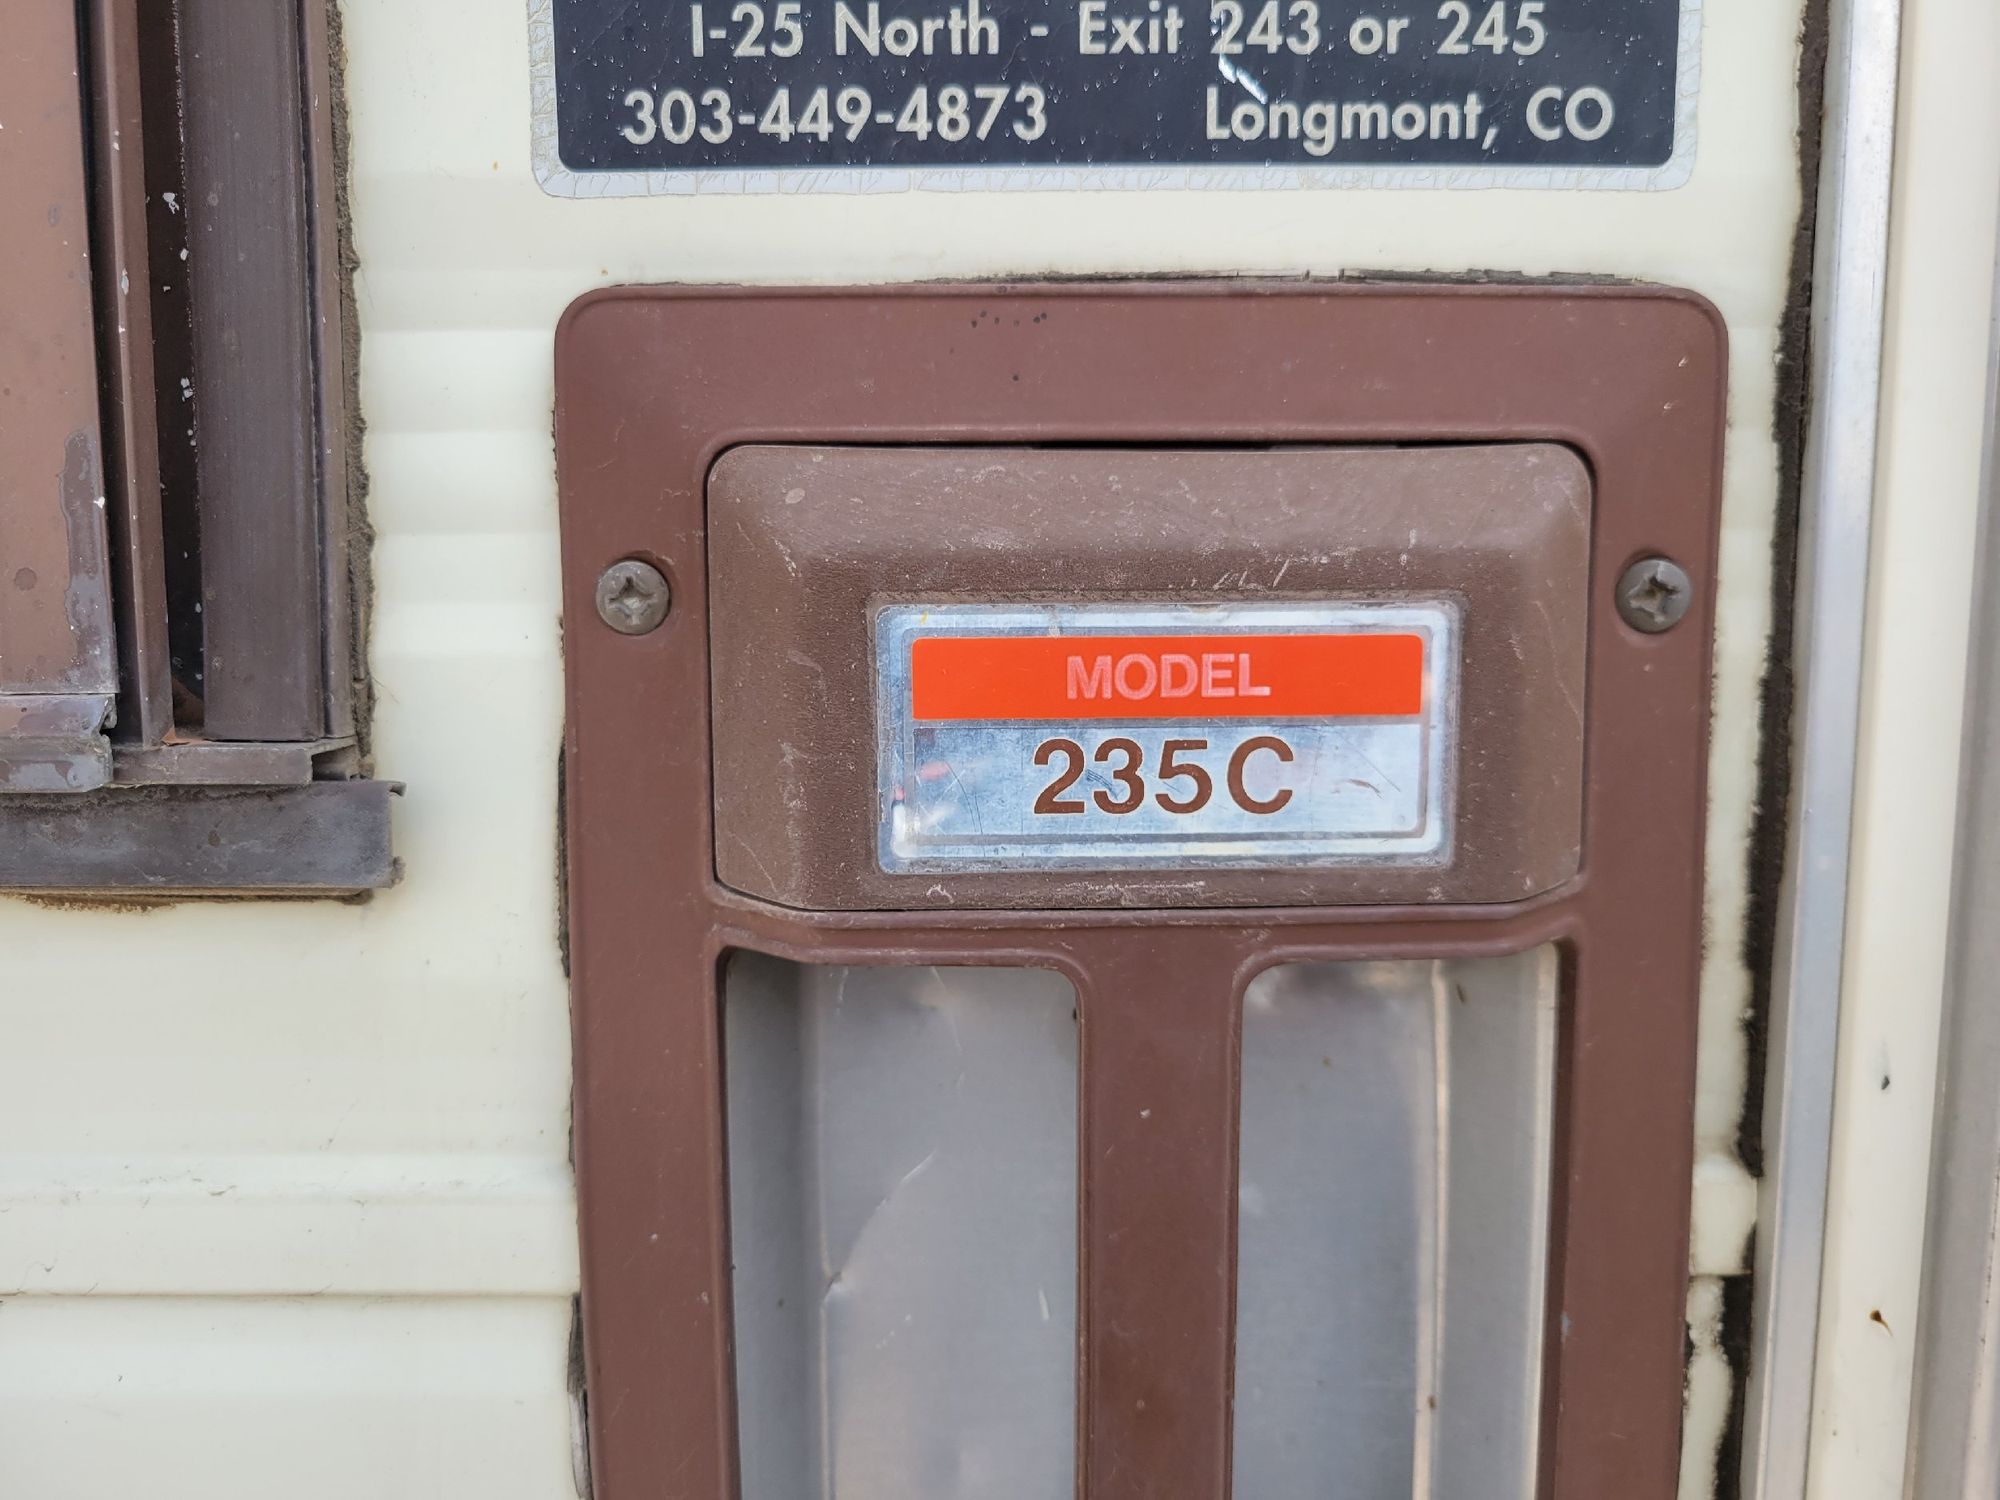 I-25 North - Exit 243 or 245
303-449-4873 Longmont, CO
MODEL
235C